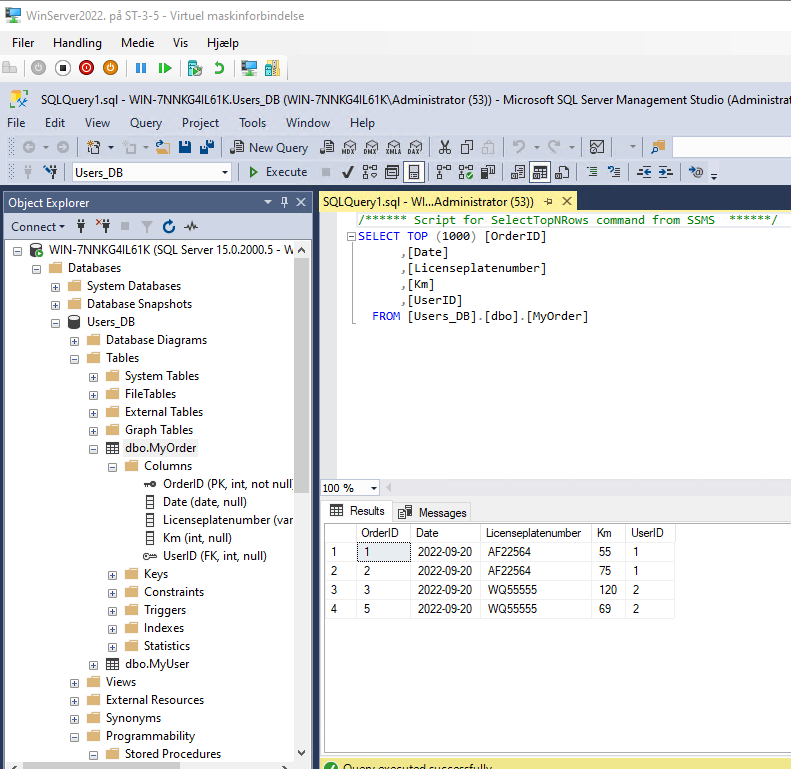 WinServer2022. på ST-3-5 - Virtuel maskinforbindelse
Filer Handling Medie Vis Hjælp
SQLQuery1.sql - WIN-7NNKG4IL61K.Users_DB (WIN-7NNKG4IL61K\Administrator (53)) - Microsoft SQL Server Management Studio (Administrat
File Edit View Query Project Tools Window Help
New Query MDX DMX XMLA DAX
Users_DB Execute
Object Explorer
Connect
WIN-7NNKG4IL61K (SQL Server 15.0.2000.5 - W
Databases
System Databases
Database Snapshots
Users_DB
Database Diagrams
Tables
System Tables
FileTables
External Tables
Graph Tables
dbo.MyOrder
Columns
OrderID (PK, int, not null
Date (date, null)
Licenseplatenumber (var
Km (int, null)
UserID (FK, int, null)
Keys
Constraints
Triggers
Indexes
Statistics
dbo.MyUser
Views
External Resources
Synonyms
Programmability
Stored Procedures
SQLQuery1.sql - WI...Administrator (53))
/****** Script for SelectTopNRows command from SSMS ******/
SELECT TOP (1000) [OrderID]
,[Date]
,[Licenseplatenumber]
,[Km]
,[UserID]
FROM [Users_DB].[dbo].[MyOrder]
100 %
Results Messages
OrderID Date Licenseplatenumber Km UserID
1 1 2022-09-20 AF22564 55 1
2 2 2022-09-20 AF22564 75 1
3 3 2022-09-20 WQ55555 120 2
4 5 2022-09-20 WQ55555 69 2
Query executed successfully